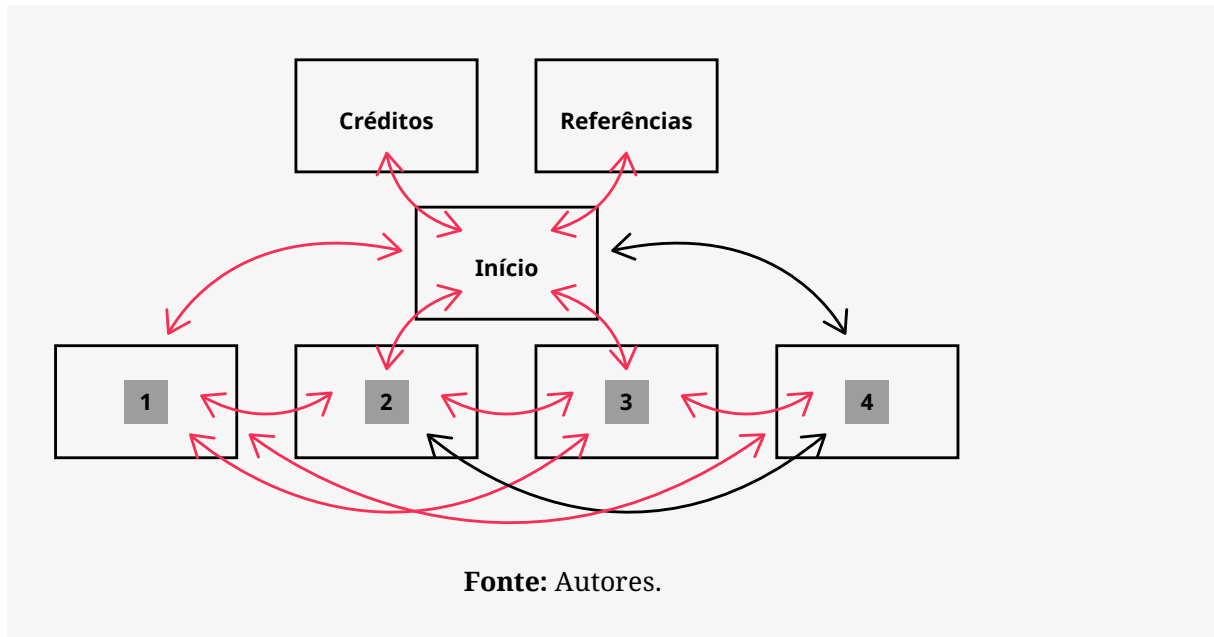 Créditos
Referências
Início
1
2
3
4
Fonte: Autores.